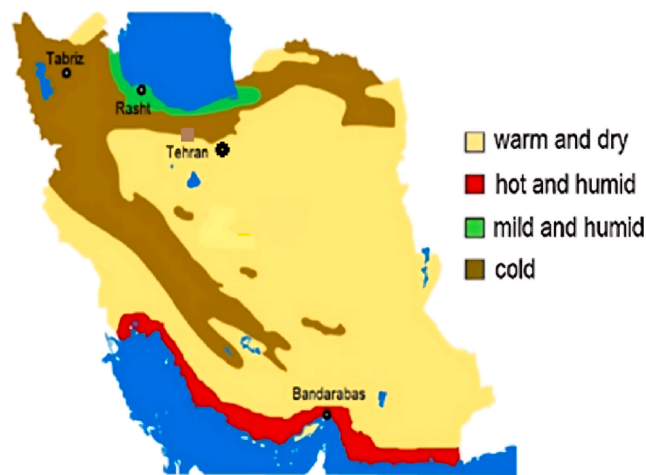 Tabriz
Rasht
Tehran
warm and dry
hot and humid
mild and humid
cold
Bandarabas